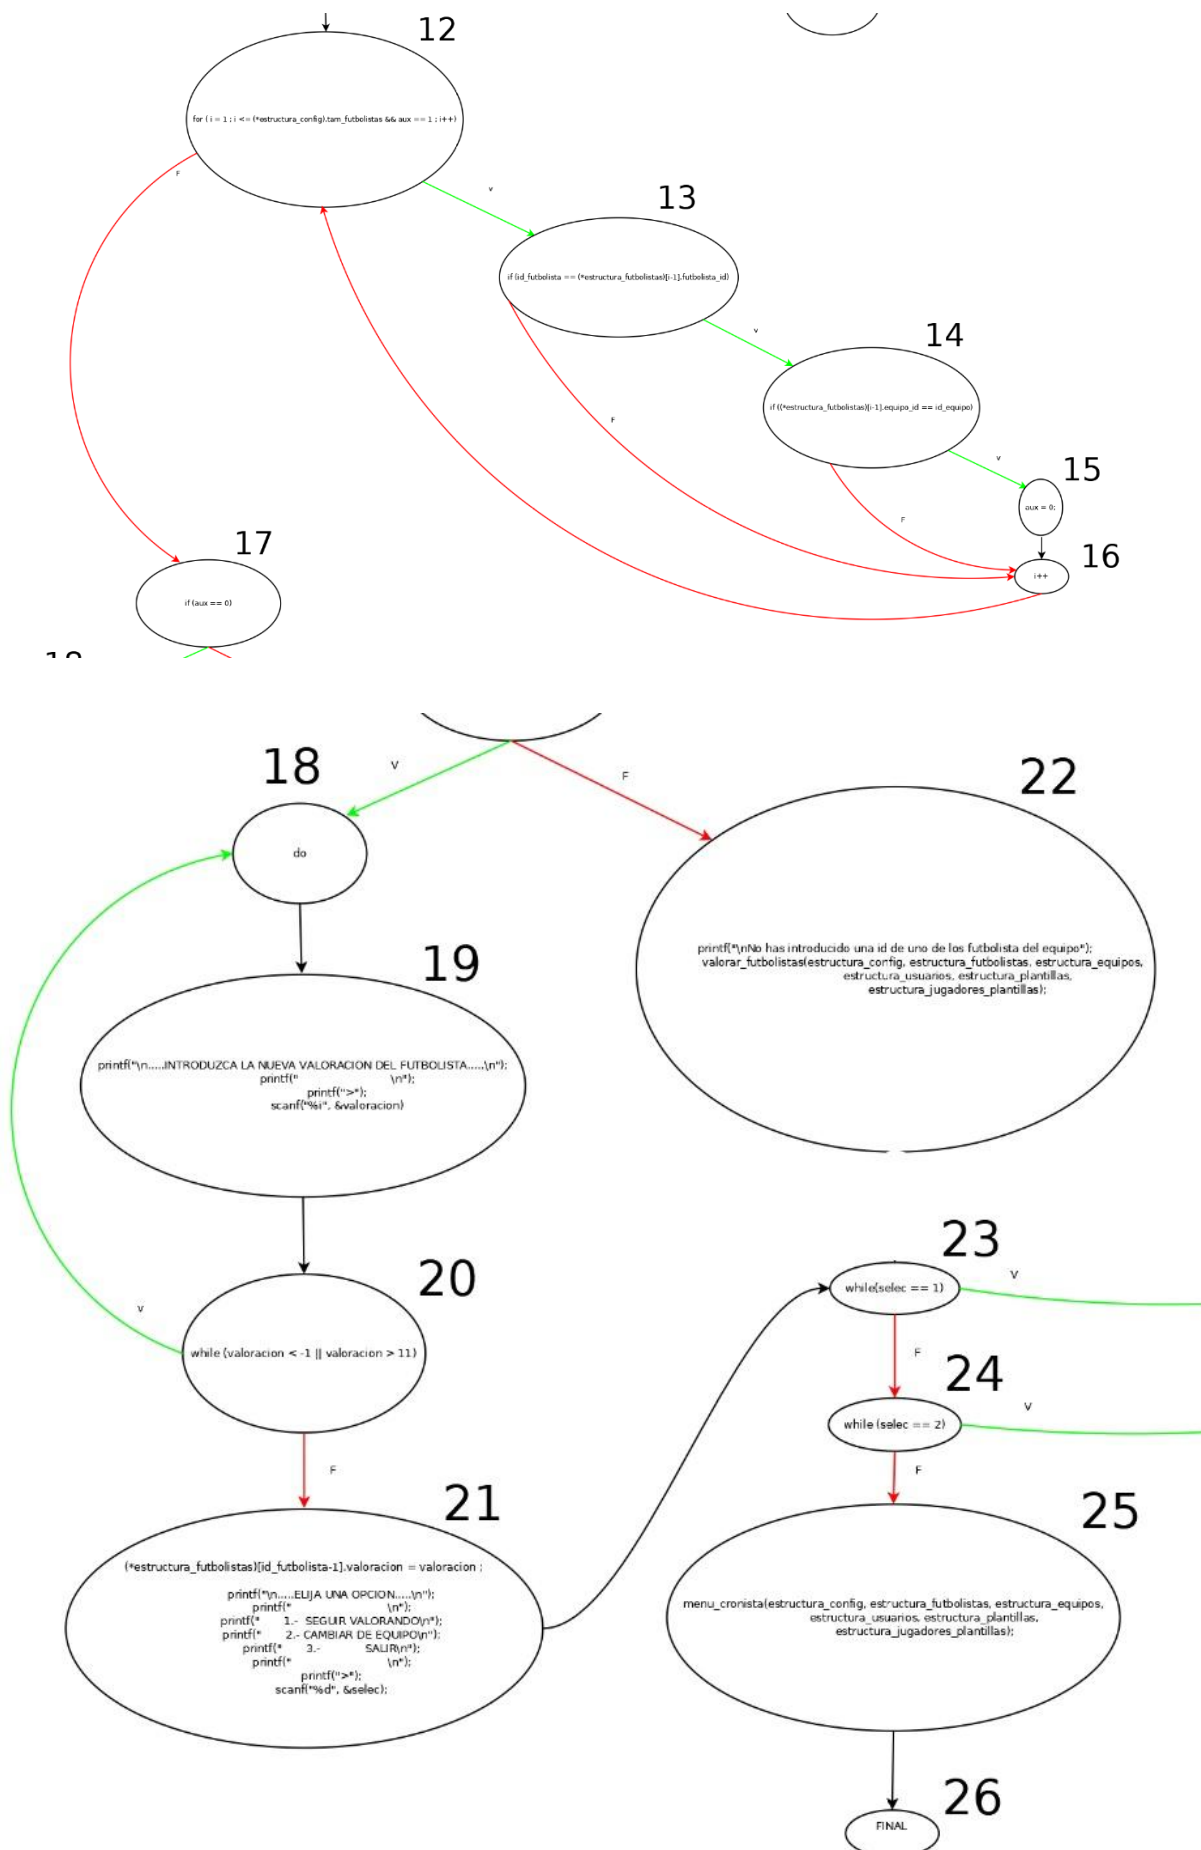 12
for ( i = 1 ; i <= (*estructura_config).tam_futbolistas && aux == 1 ; i++)
F
V
13
if (id_futbolista == (*estructura_futbolistas)[i-1].futbolista_id)
V
14
if ((*estructura_futbolistas)[i-1].equipo_id == id_equipo)
F
V
15
aux = 0;
F
16
i++
17
if (aux == 0)
18
V
F
22
do
printf("\nNo has introducido una id de uno de los futbolista del equipo");
valorar_futbolistas(estructura_config, estructura_futbolistas, estructura_equipos,
estructura_usuarios, estructura_plantillas,
estructura_jugadores_plantillas);
19
printf("\n.....INTRODUZCA LA NUEVA VALORACION DEL FUTBOLISTA.....\n");
printf(" \n");
printf(">");
scanf("%i", &valoracion)
20
V
while (valoracion < -1 || valoracion > 11)
F
23
while(selec == 1)
V
F
24
while (selec == 2)
V
F
21
(*estructura_futbolistas)[id_futbolista-1].valoracion = valoracion ;
printf("\n.....ELIJA UNA OPCION.....\n");
printf(" \n");
printf(" 1.- SEGUIR VALORANDO\n");
printf(" 2.- CAMBIAR DE EQUIPO\n");
printf(" 3.- SALIR\n");
printf(" \n");
printf(">");
scanf("%d", &selec);
25
menu_cronista(estructura_config, estructura_futbolistas, estructura_equipos,
estructura_usuarios, estructura_plantillas,
estructura_jugadores_plantillas);
26
FINAL